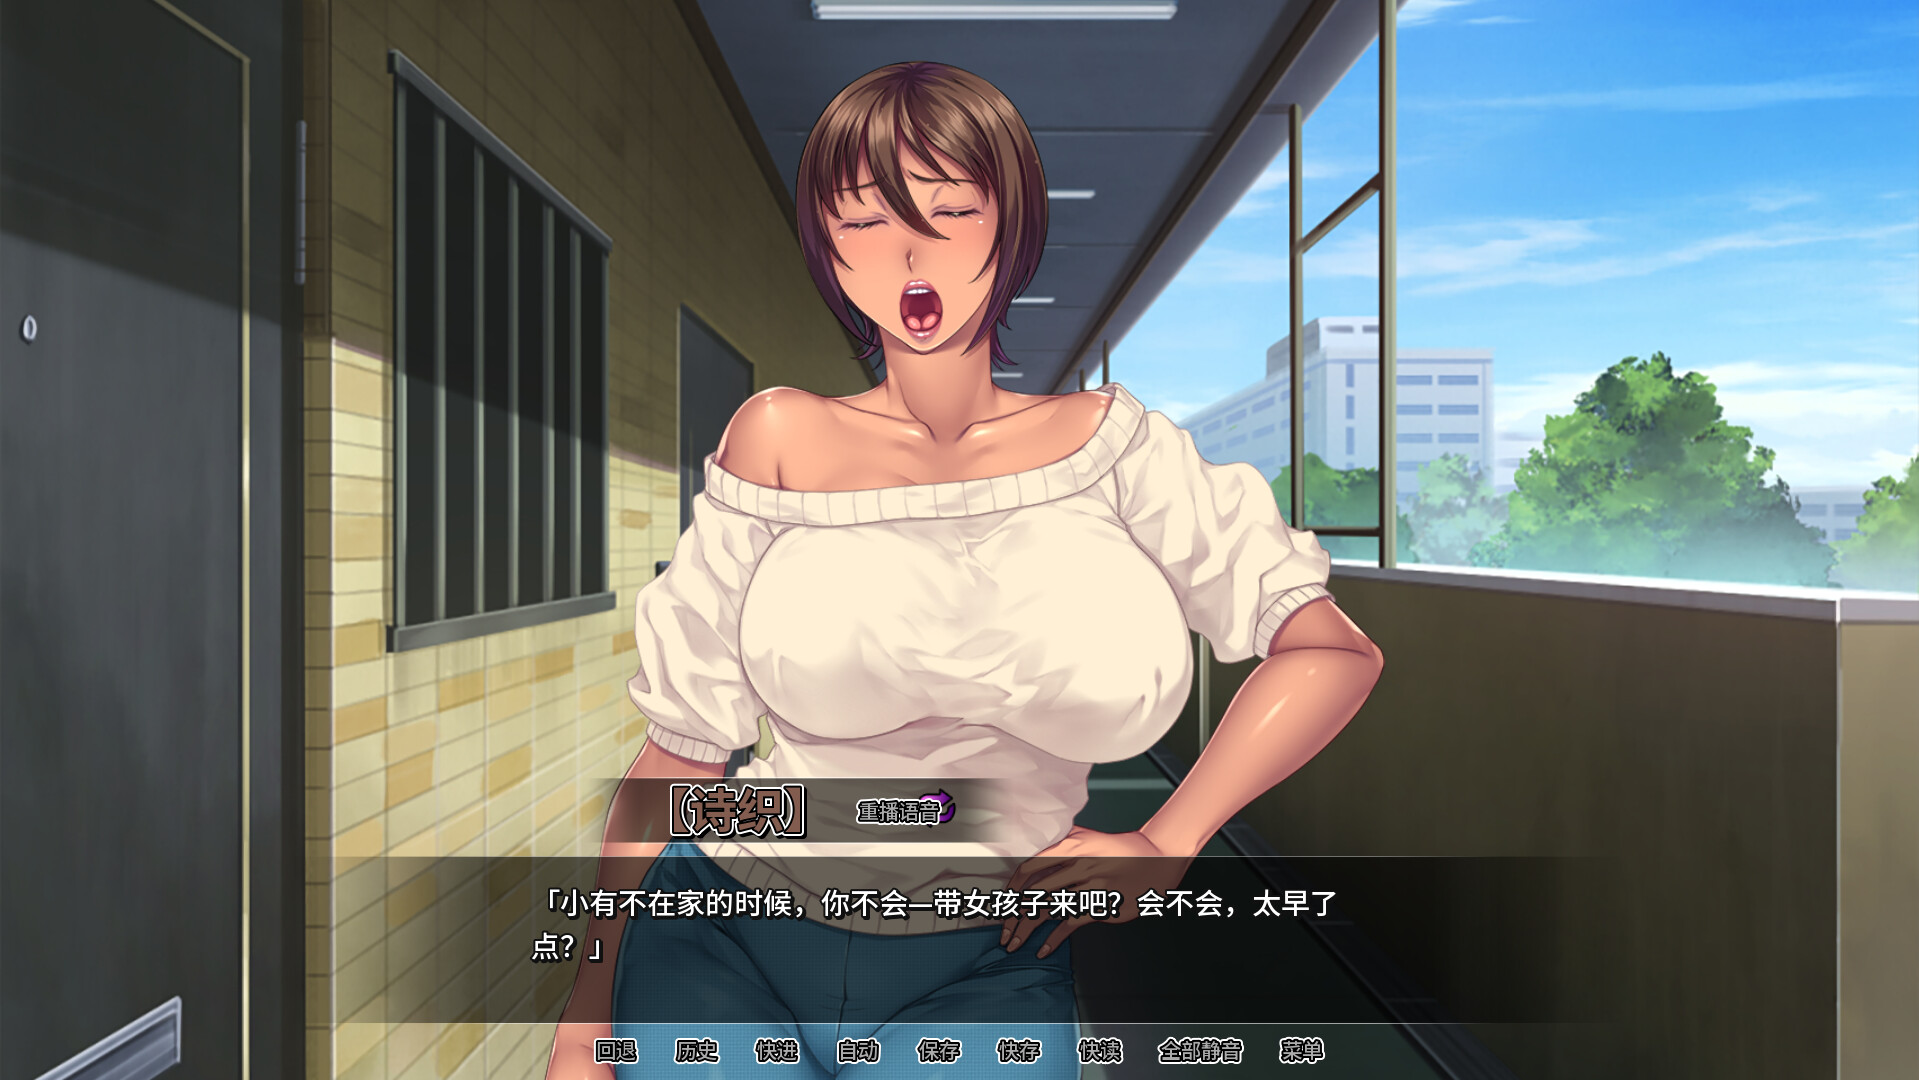 【诗织】
重播语音
「小有不在家的时候，你不会—带女孩子来吧？会不会，太早了
点？」
回退 历史 快进 自动 保存 快存 快读 全部静音 菜单